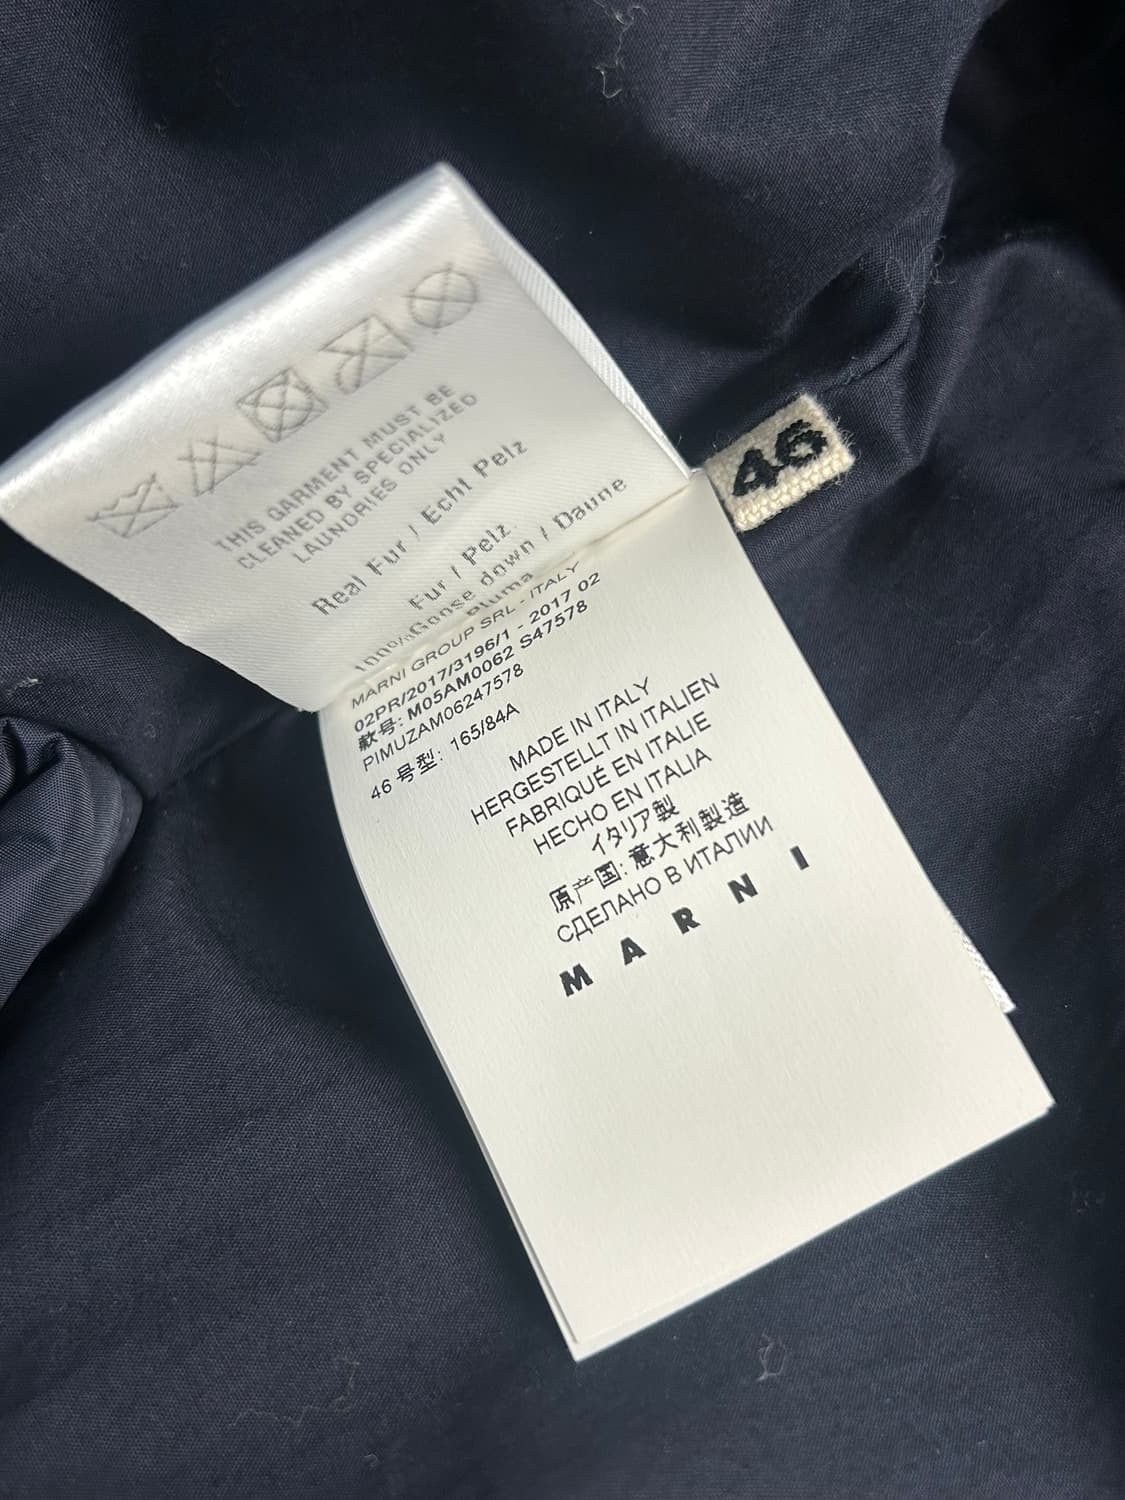 THIS GARMENT MUST BE
CLEANED BY SPECIALIZED
LAUNDRIES ONLY
Real Fur / Echt Pelz
Fur / Pelz.
100%Goose down / Daune
piuma
46
MARNI GROUP SRL - ITALY
02PR/2017/3196/1 - 2017 02
款号: M05AM0062 S47578
PIMUZAM06247578
46 号型: 165/84A
MADE IN ITALY
HERGESTELLT IN ITALIEN
FABRIQUÉ EN ITALIE
HECHO EN ITALIA
イタリア製
原产国: 意大利製造
СДЕЛАНО В ИТАЛИИ
MARNI